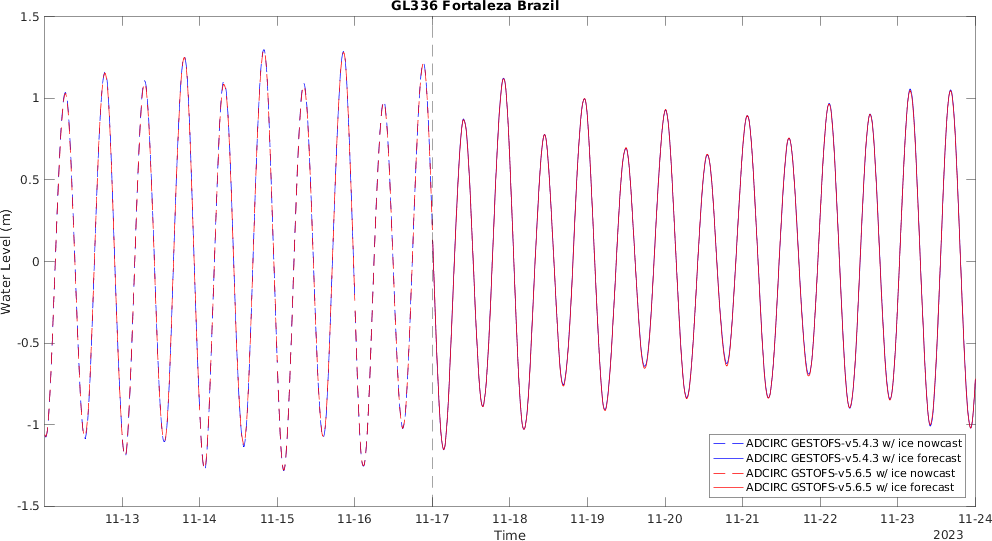 GL336 Fortaleza Brazil
1.5
1
0.5
0
-0.5
-1
-1.5
Water Level (m)
ADCIRC GESTOFS-v5.4.3 w/ ice nowcast
ADCIRC GESTOFS-v5.4.3 w/ ice forecast
ADCIRC GSTOFS-v5.6.5 w/ ice nowcast
ADCIRC GSTOFS-v5.6.5 w/ ice forecast
11-13 11-14 11-15 11-16 11-17 11-18 11-19 11-20 11-21 11-22 11-23 11-24
Time
2023